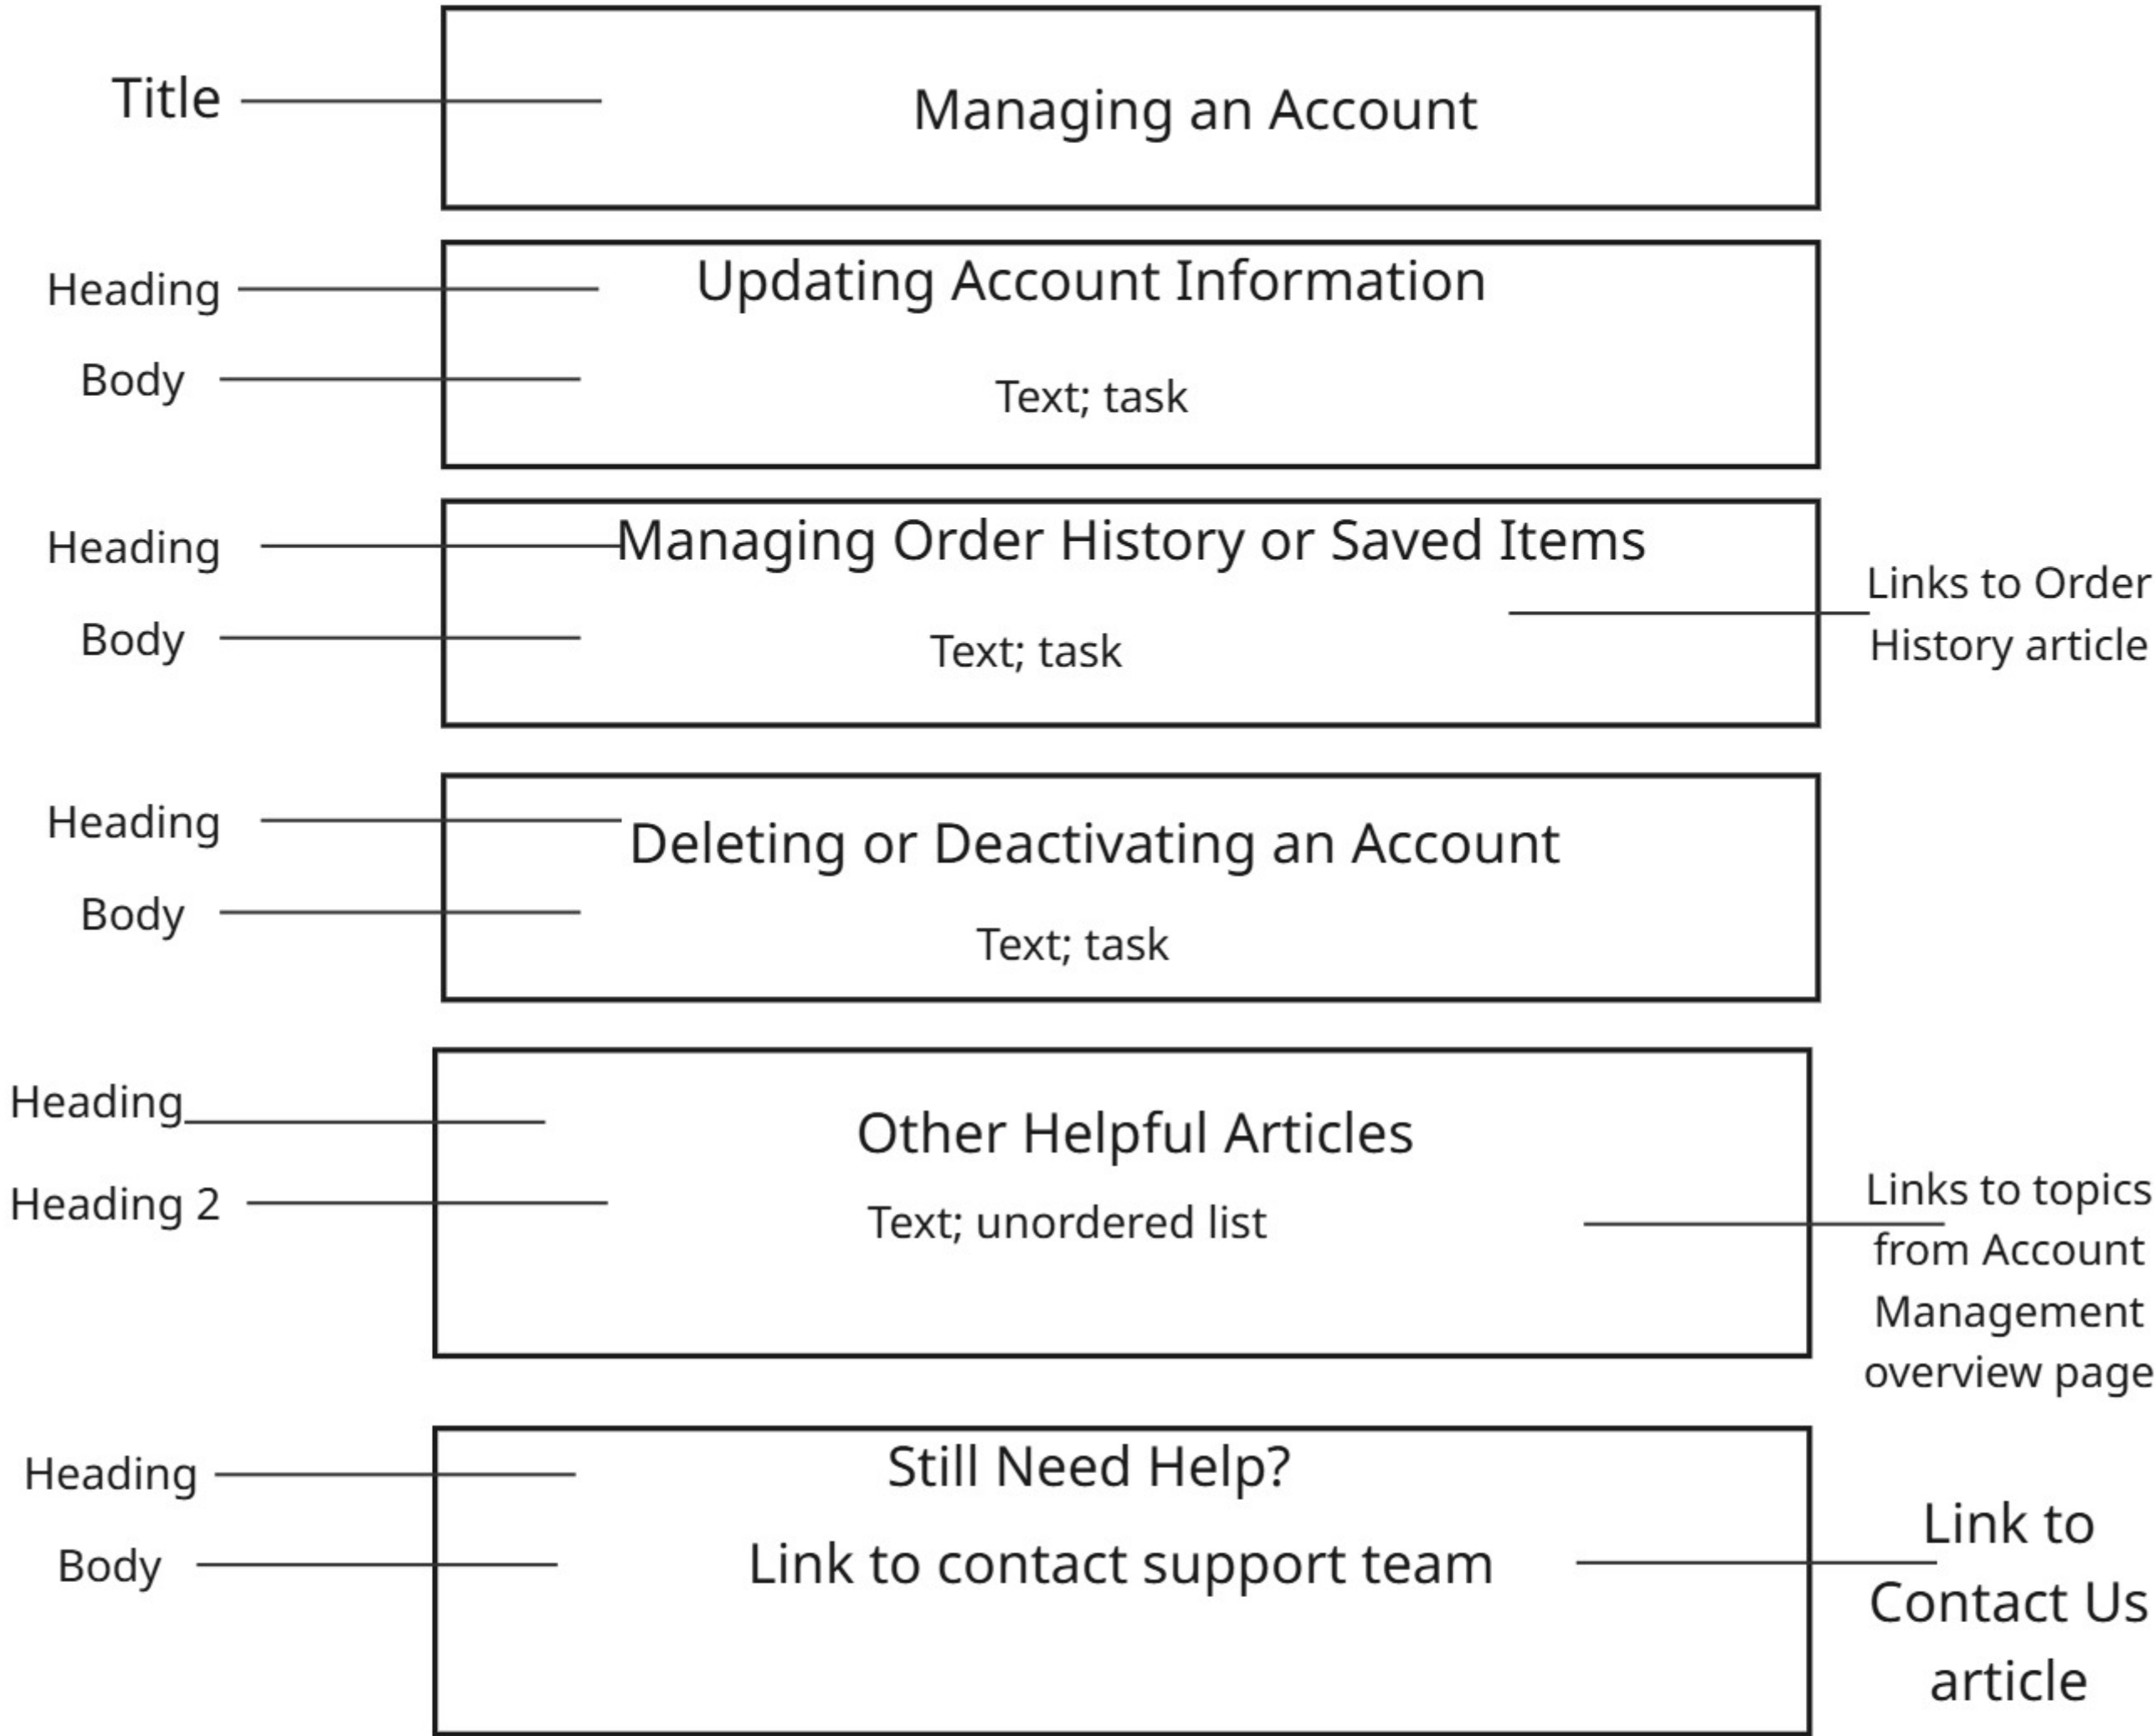 Title
Managing an Account
Heading
Updating Account Information
Body
Text; task
Heading
Managing Order History or Saved Items
Links to Order
History article
Body
Text; task
Heading
Deleting or Deactivating an Account
Body
Text; task
Heading
Other Helpful Articles
Heading 2
Text; unordered list
Links to topics
from Account
Management
overview page
Heading
Still Need Help?
Body
Link to contact support team
Link to
Contact Us
article